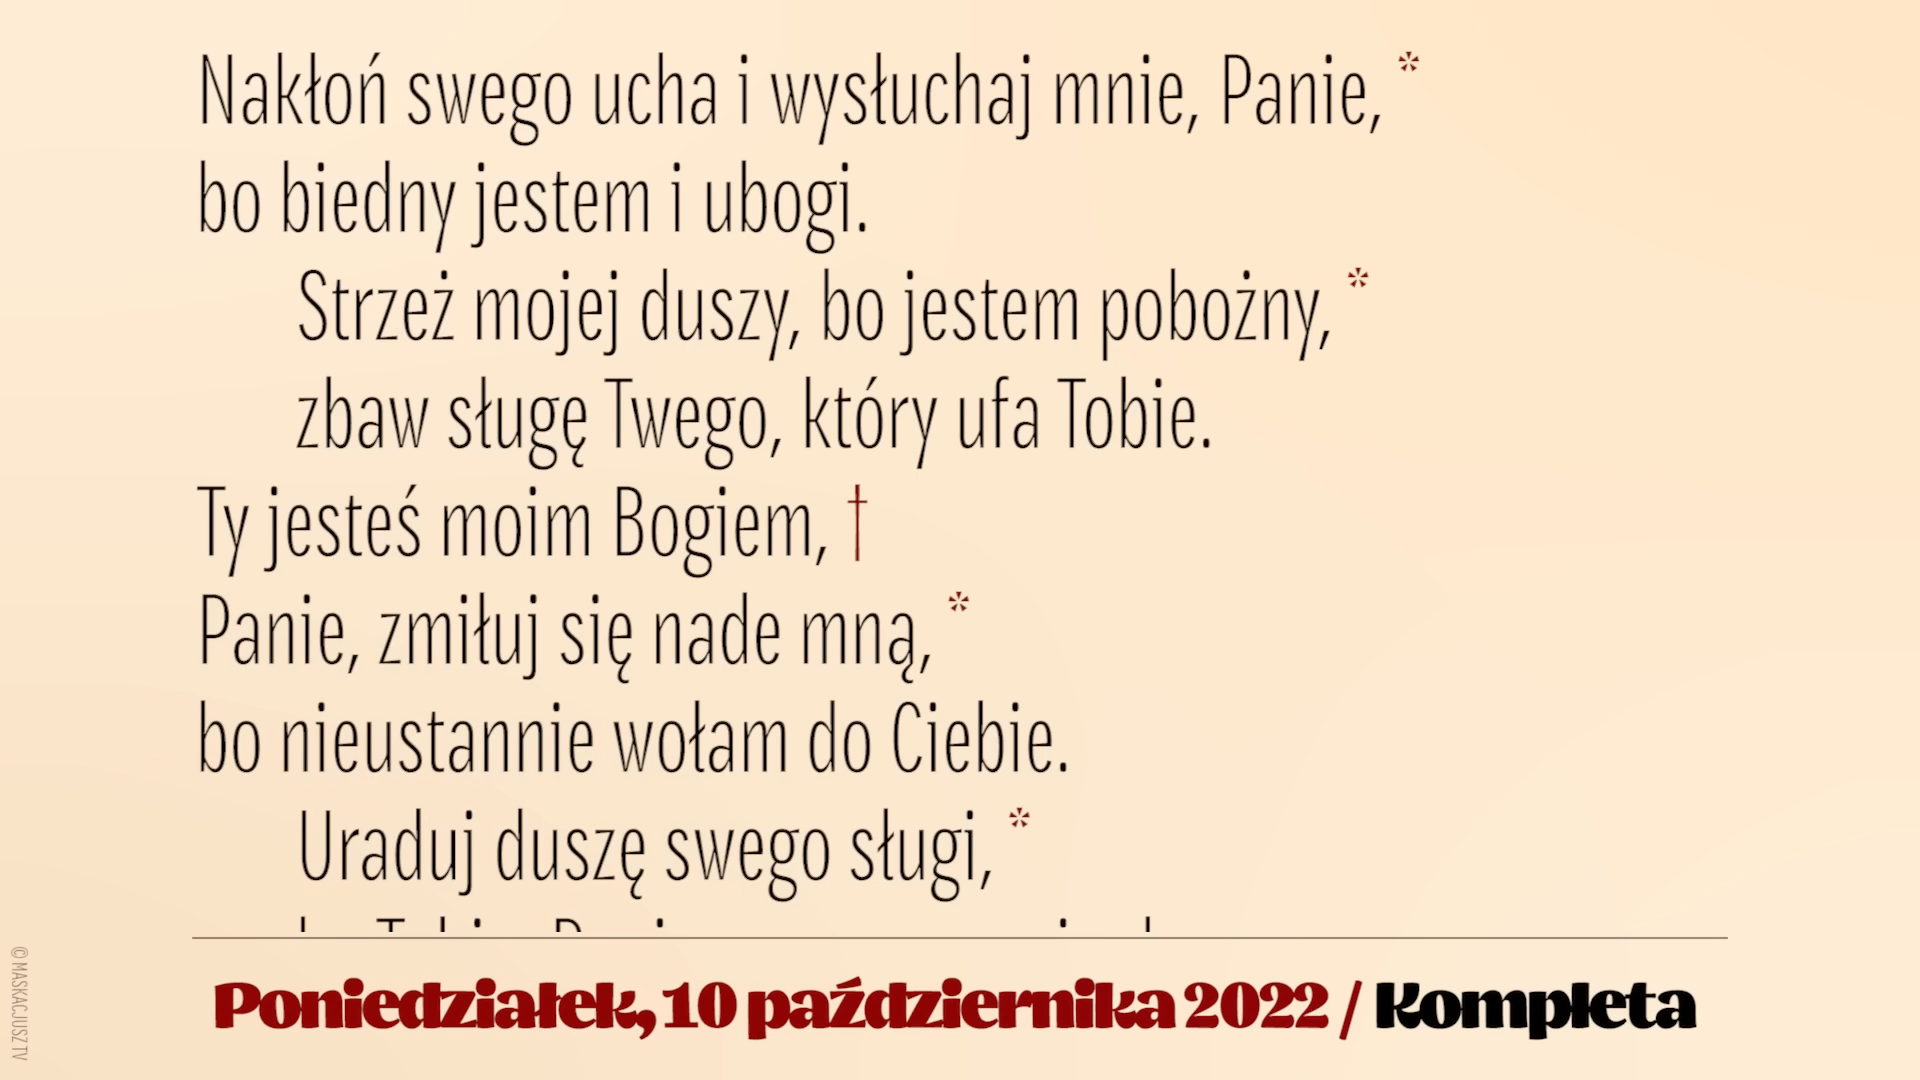 Nakłoń swego ucha i wysłuchaj mnie, Panie, *
bo biedny jestem i ubogi.
Strzeż mojej duszy, bo jestem pobożny, *
zbaw sługę Twego, który ufa Tobie.
Ty jesteś moim Bogiem, †
Panie, zmiłuj się nade mną, *
bo nieustannie wołam do Ciebie.
Uraduj duszę swego sługi, *
Poniedziałek, 10 października 2022 / Kompleta
© MASKACJUSZ TV